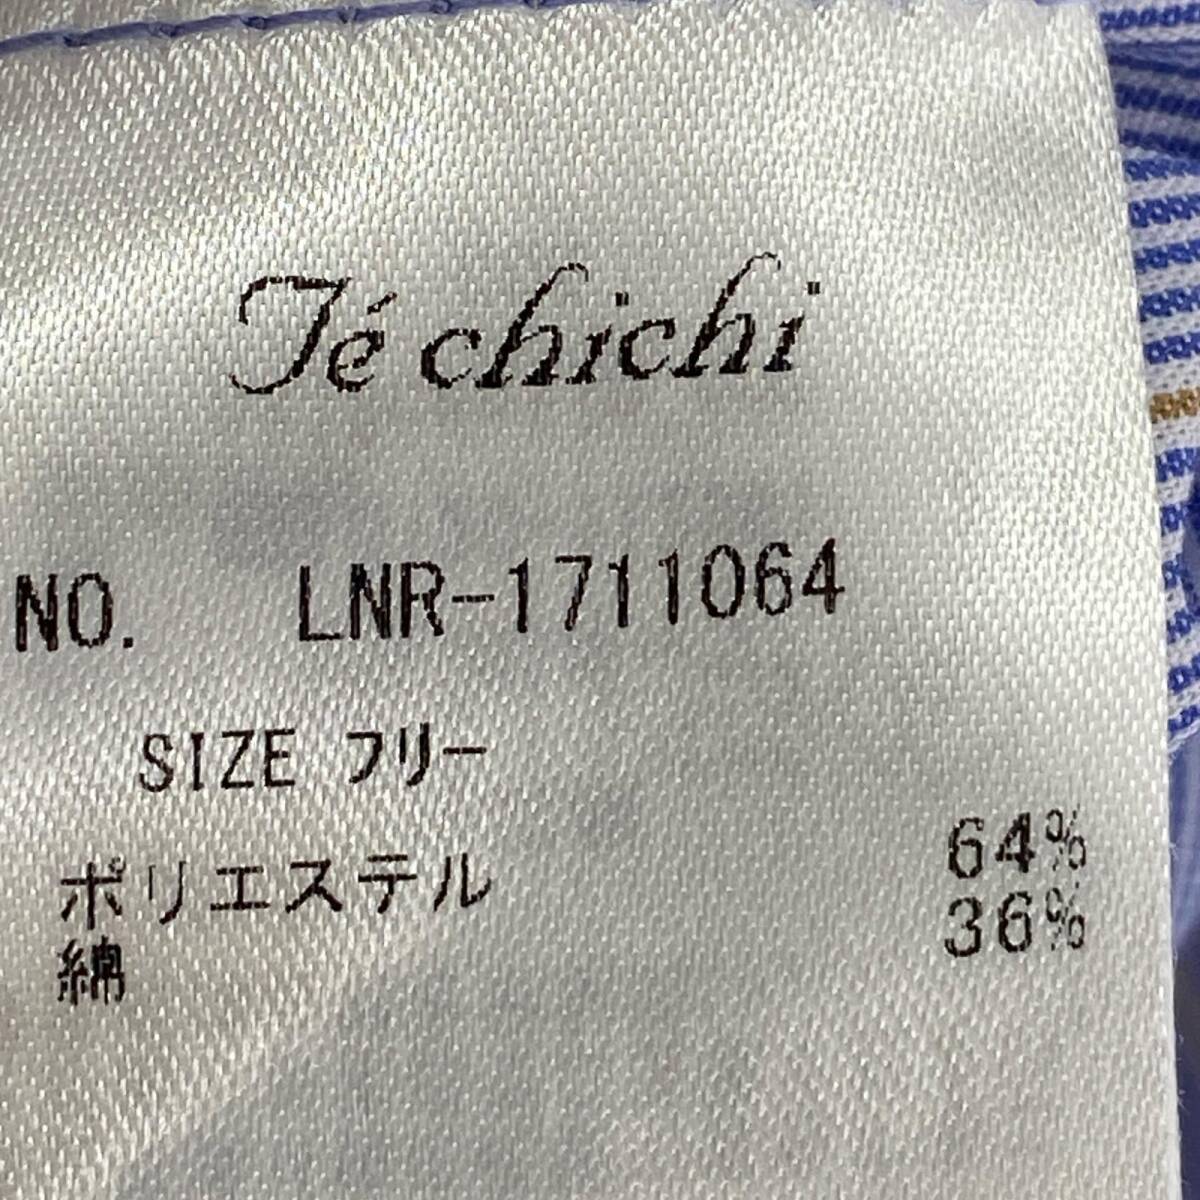 Té chichi
NO. LNR-1711064
SIZE フリー
ポリエステル 64%
綿 36%